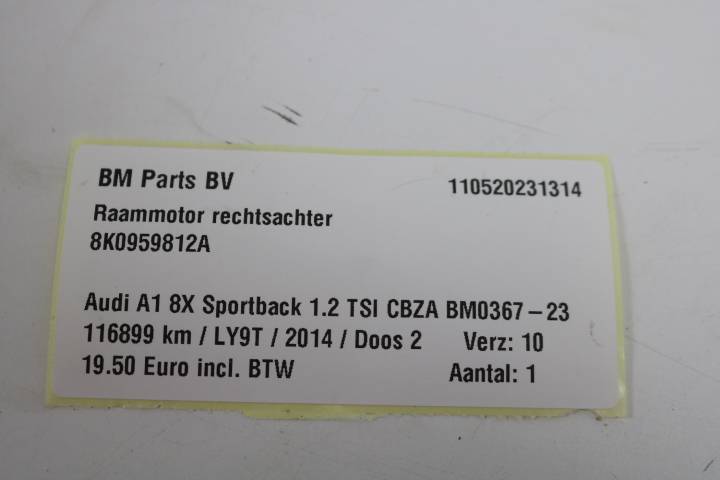 BM Parts BV 110520231314
Raammotor rechtsachter
8K0959812A
Audi A1 8X Sportback 1.2 TSI CBZA BM0367-23
116899 km / LY9T / 2014 / Doos 2 Verz: 10
19.50 Euro incl. BTW Aantal: 1